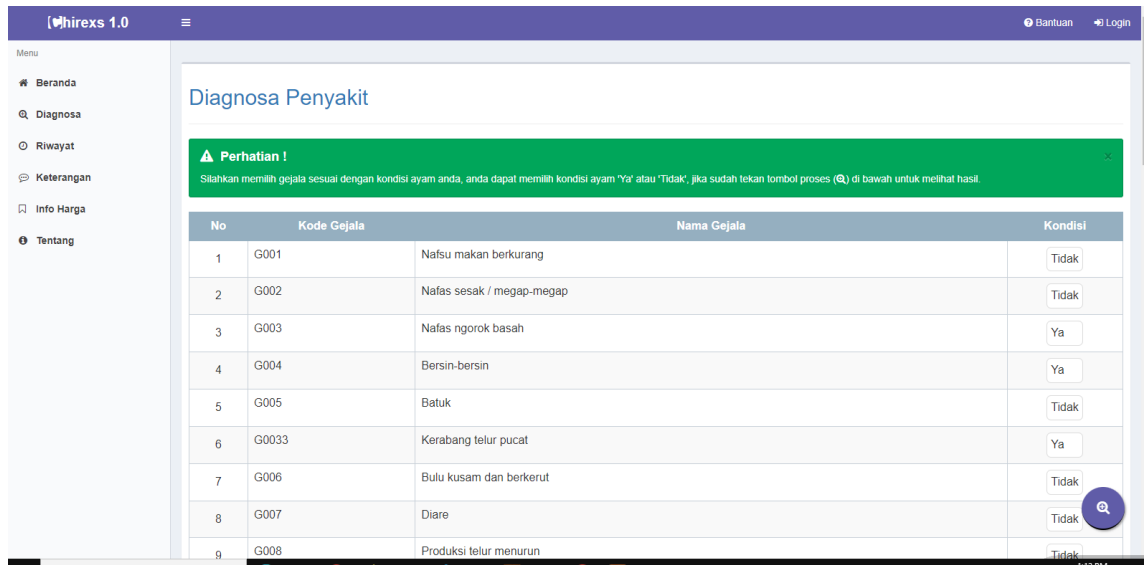 Chirexs 1.0
Bantuan
Login
Menu
Beranda
Diagnosa
Riwayat
Keterangan
Info Harga
Tentang
Diagnosa Penyakit
Perhatian !
×
Silahkan memilih gejala sesuai dengan kondisi ayam anda, anda dapat memilih kondisi ayam 'Ya' atau 'Tidak', jika sudah tekan tombol proses () di bawah untuk melihat hasil.
No Kode Gejala Nama Gejala Kondisi
1 G001 Nafsu makan berkurang Tidak
2 G002 Nafas sesak / megap-megap Tidak
3 G003 Nafas ngorok basah Ya
4 G004 Bersin-bersin Ya
5 G005 Batuk Tidak
6 G0033 Kerabang telur pucat Ya
7 G006 Bulu kusam dan berkerut Tidak
8 G007 Diare Tidak
9 G008 Produksi telur menurun Tidak